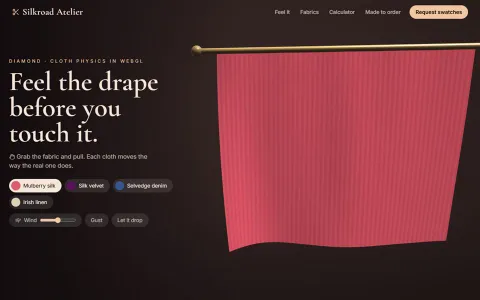 Silkroad Atelier
Feel it Fabrics Calculator Made to order Request swatches
DIAMOND · CLOTH PHYSICS IN WEBGL
Feel the drape
before you
touch it.
Grab the fabric and pull. Each cloth moves the
way the real one does.
Mulberry silk Silk velvet Selvedge denim
Irish linen
Wind Gust Let it drop